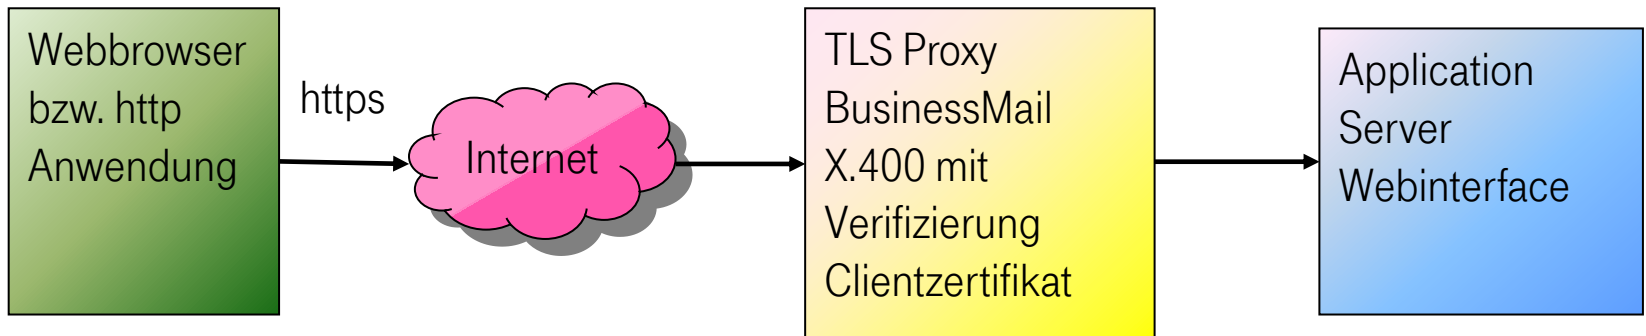 Webbrowser
bzw. http
Anwendung
https
Internet
TLS Proxy
BusinessMail
X.400 mit
Verifizierung
Clientzertifikat
Application
Server
Webinterface